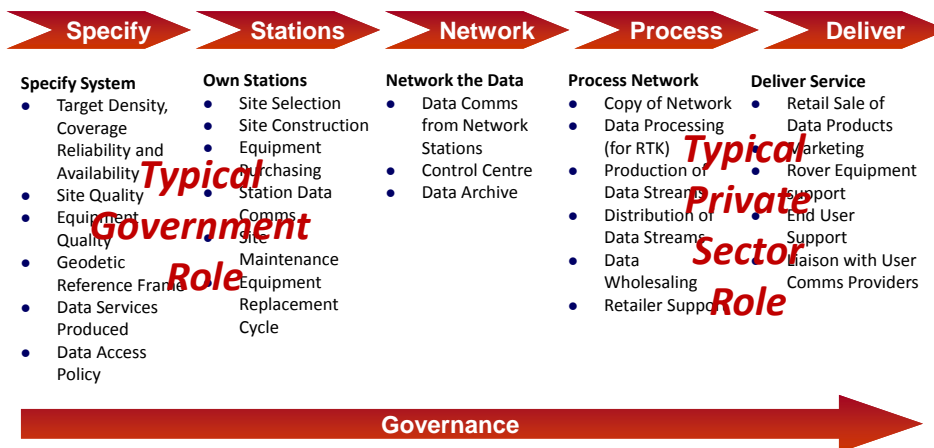 Specify
Stations
Network
Process
Deliver
Specify System
Target Density,
Coverage
Reliability and
Availability
Site Quality
Equipment
Quality
Geodetic
Reference Frame
Data Services
Produced
Data Access
Policy
Own Stations
Site Selection
Site Construction
Equipment
Purchasing
Station Data
Comms
Site
Maintenance
Equipment
Replacement
Cycle
Typical
Government
Role
Network the Data
Data Comms
from Network
Stations
Control Centre
Data Archive
Process Network
Copy of Network
Data Processing
(for RTK)
Production of
Data Streams
Distribution of
Data Streams
Data
Wholesaling
Retailer Support
Deliver Service
Retail Sale of
Data Products
Marketing
Rover Equipment
support
End User
Support
Liaison with User
Comms Providers
Typical
Private
Sector
Role
Governance